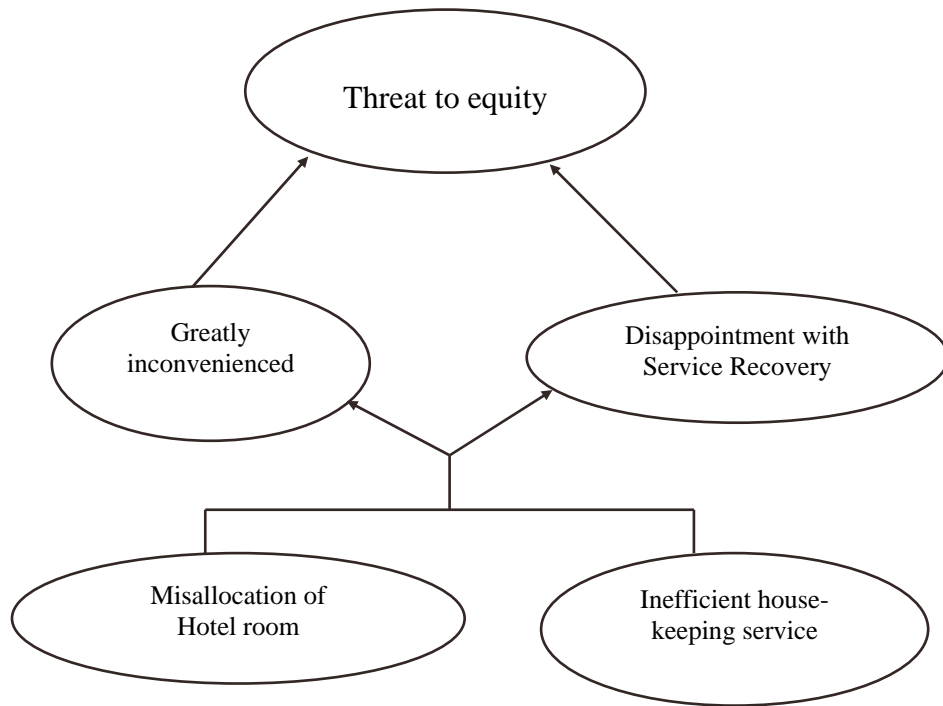 Threat to equity
Greatly
inconvenienced
Disappointment with
Service Recovery
Misallocation of
Hotel room
Inefficient house-
keeping service